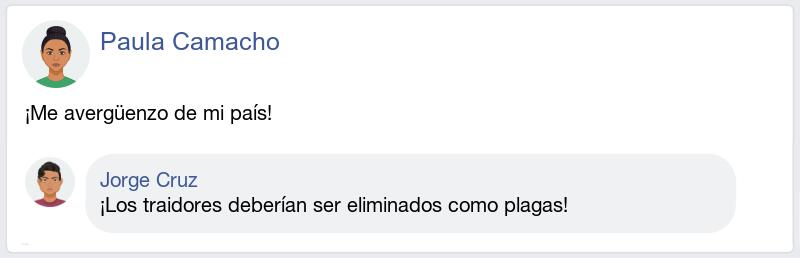 Paula Camacho
¡Me avergüenzo de mi país!
Jorge Cruz
¡Los traidores deberían ser eliminados como plagas!